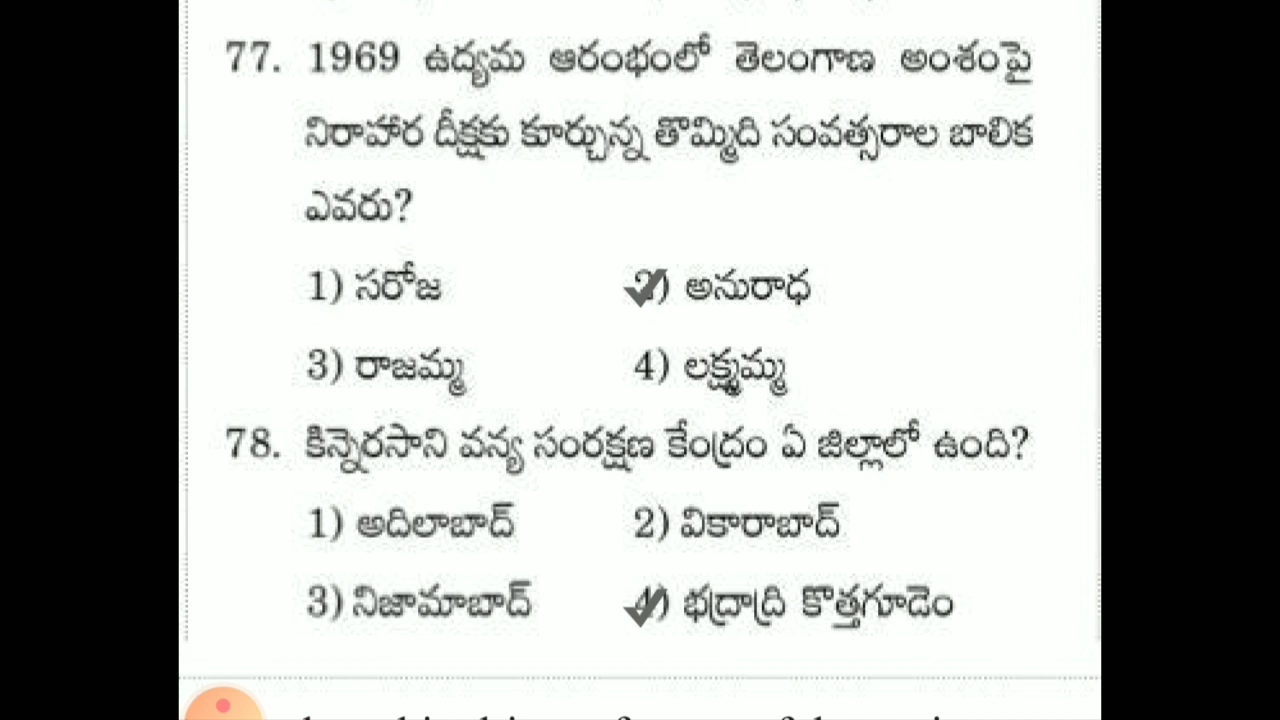 77. 1969 ఉద్యమ ఆరంభంలో తెలంగాణ అంశంపై
నిరాహార దీక్షకు కూర్చున్న తొమ్మిది సంవత్సరాల బాలిక
ఎవరు?
1) సరోజ 2) అనురాధ
3) రాజమ్మ 4) లక్ష్మమ్మ
78. కిన్నెరసాని వన్య సంరక్షణ కేంద్రం ఏ జిల్లాలో ఉంది?
1) అదిలాబాద్ 2) వికారాబాద్
3) నిజామాబాద్ 4) భద్రాద్రి కొత్తగూడెం